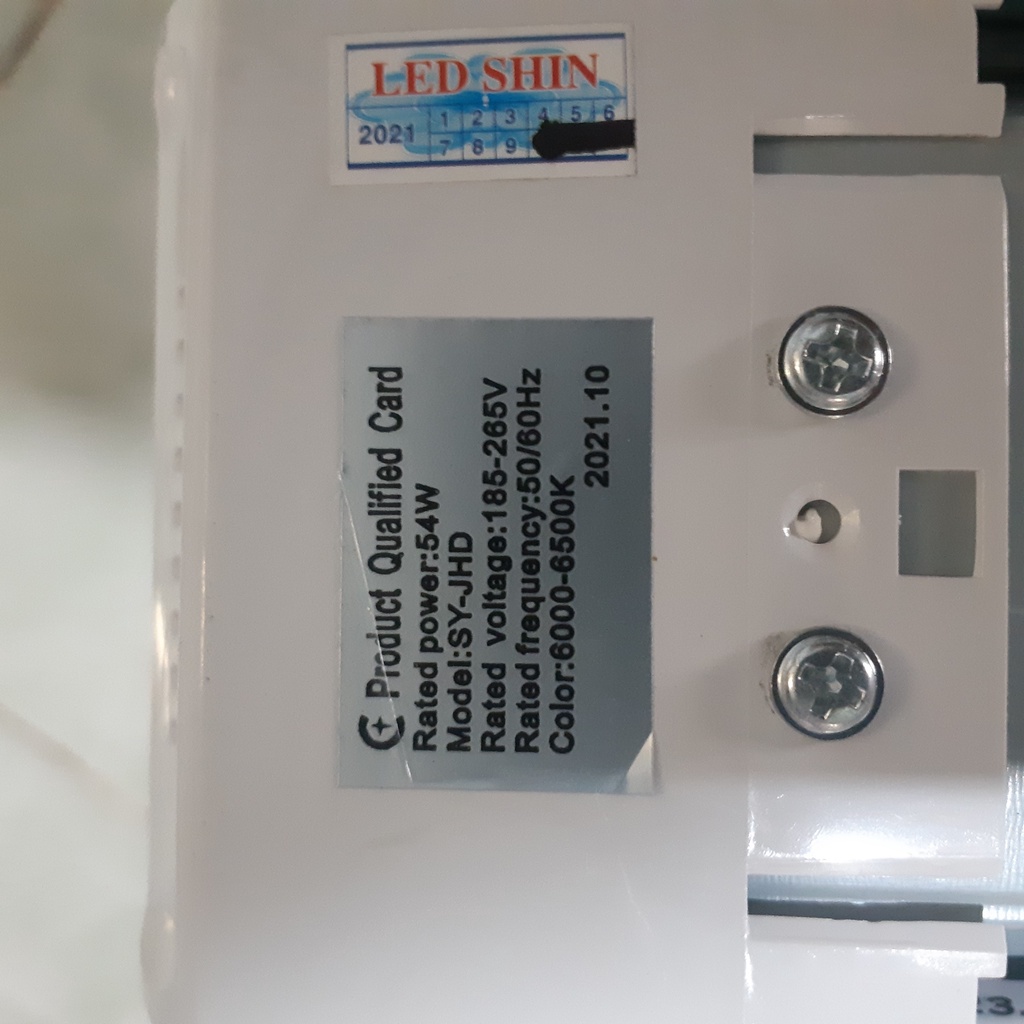 LED SHIN
2021 1 2 3 4 5 6
7 8 9
Product Qualified Card
Rated power:54W
Model:SY-JHD
Rated voltage:185-265V
Rated frequency:50/60Hz
Color:6000-6500K
2021.10
23.